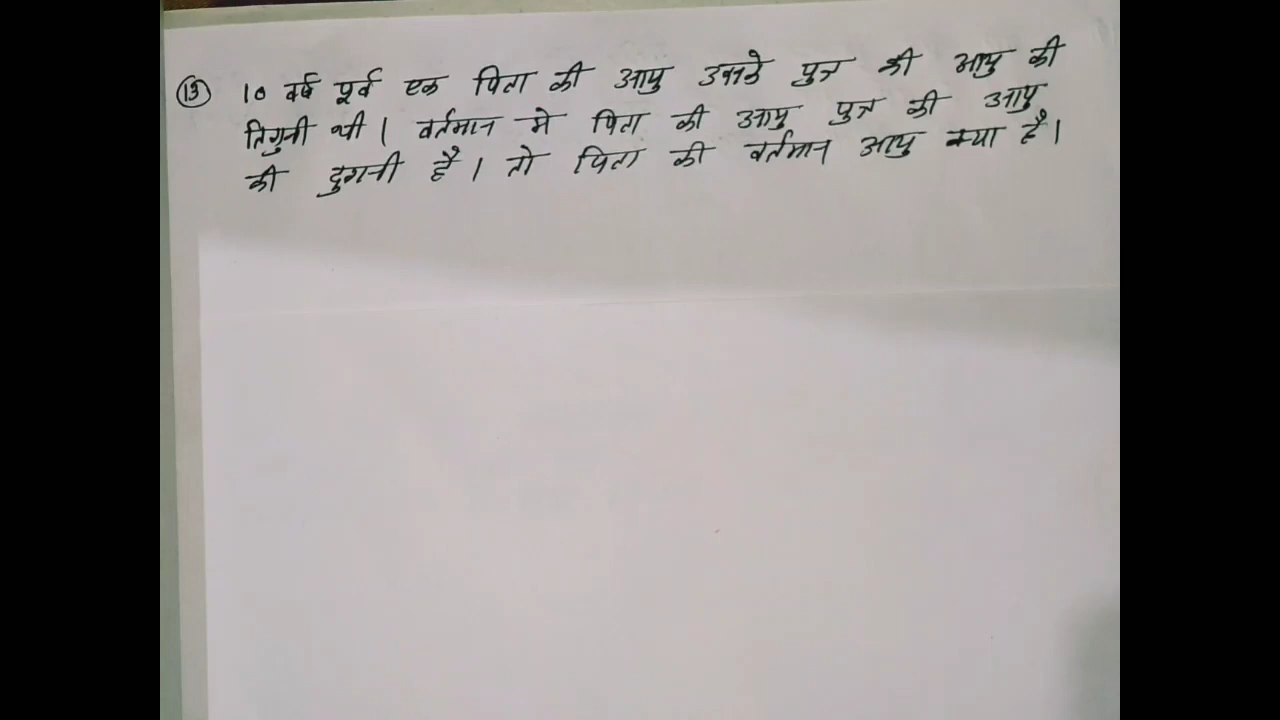 (13) 10 वर्ष पूर्व एक पिता की आयु उसके पुत्र की आयु की
तिगुनी थी। वर्तमान मे पिता की आयु पुत्र की आयु
की दुगनी है। तो पिता की वर्तमान आयु क्या है।